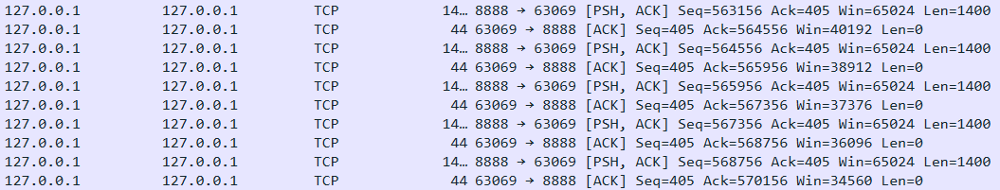 127.0.0.1 127.0.0.1 TCP 14… 8888 → 63069 [PSH, ACK] Seq=563156 Ack=405 Win=65024 Len=1400
127.0.0.1 127.0.0.1 TCP 44 63069 → 8888 [ACK] Seq=405 Ack=564556 Win=40192 Len=0
127.0.0.1 127.0.0.1 TCP 14… 8888 → 63069 [PSH, ACK] Seq=564556 Ack=405 Win=65024 Len=1400
127.0.0.1 127.0.0.1 TCP 44 63069 → 8888 [ACK] Seq=405 Ack=565956 Win=38912 Len=0
127.0.0.1 127.0.0.1 TCP 14… 8888 → 63069 [PSH, ACK] Seq=565956 Ack=405 Win=65024 Len=1400
127.0.0.1 127.0.0.1 TCP 44 63069 → 8888 [ACK] Seq=405 Ack=567356 Win=37376 Len=0
127.0.0.1 127.0.0.1 TCP 14… 8888 → 63069 [PSH, ACK] Seq=567356 Ack=405 Win=65024 Len=1400
127.0.0.1 127.0.0.1 TCP 44 63069 → 8888 [ACK] Seq=405 Ack=568756 Win=36096 Len=0
127.0.0.1 127.0.0.1 TCP 14… 8888 → 63069 [PSH, ACK] Seq=568756 Ack=405 Win=65024 Len=1400
127.0.0.1 127.0.0.1 TCP 44 63069 → 8888 [ACK] Seq=405 Ack=570156 Win=34560 Len=0